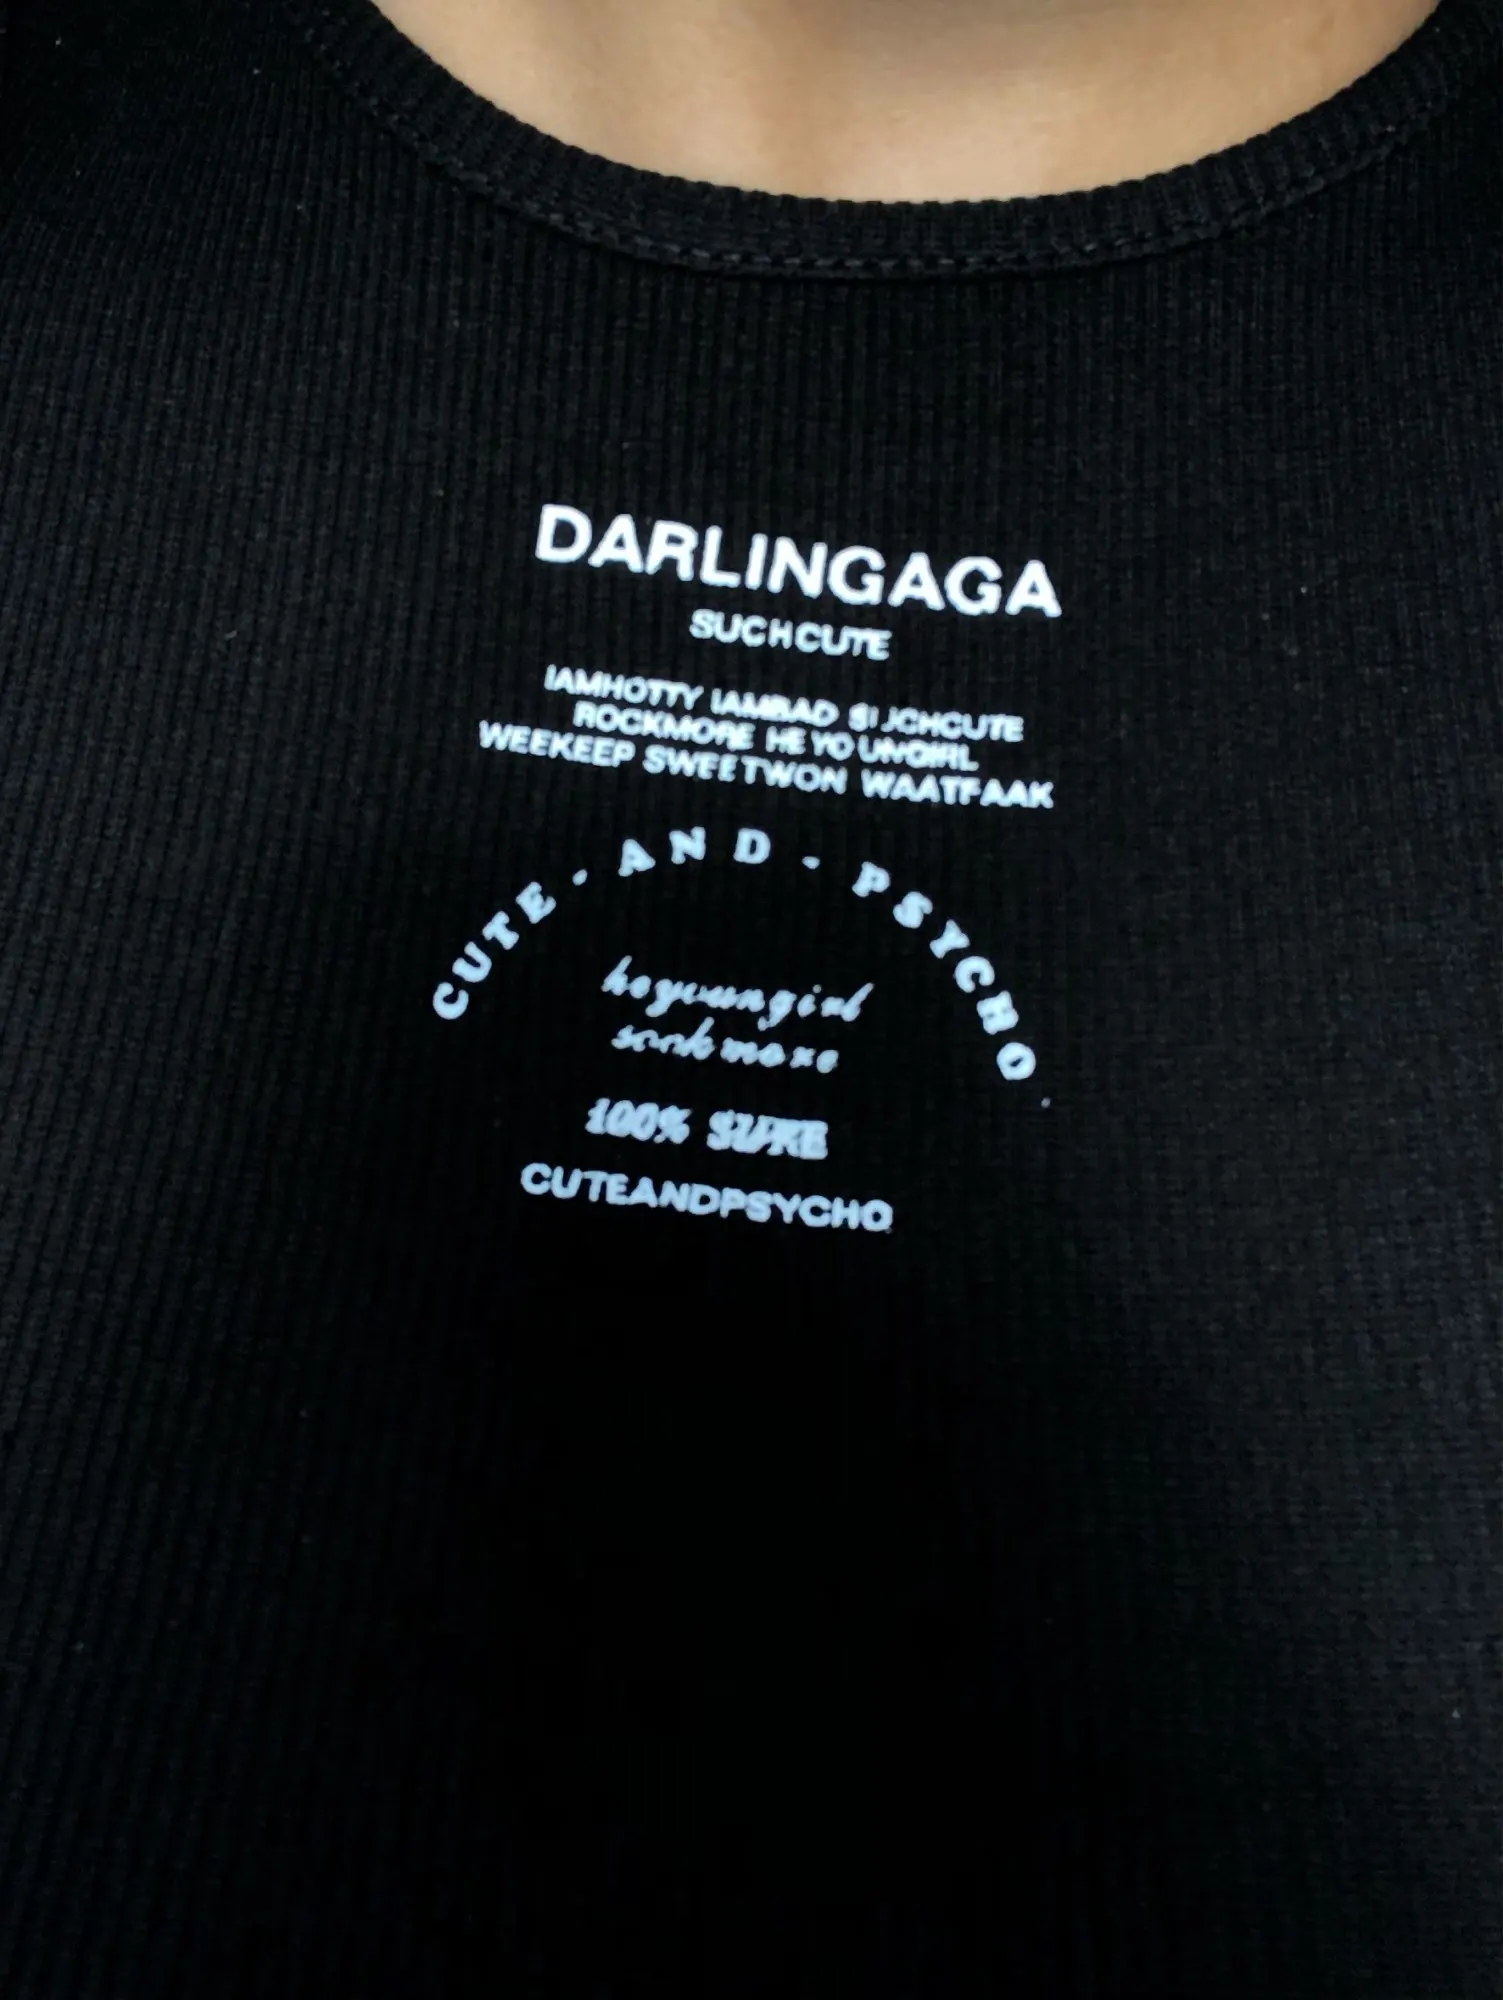 DARLINGAGA
SUCHCUTE
IAMHOTTY IAMBAD SUCHCUTE
ROCKMORE HEYOUNGIRL
WEEKEEP SWEETWON WAATFAAK
CUTE - AND - PSYCHO
heyoungirl
100% SUPRE
CUTEANDPSYCHO